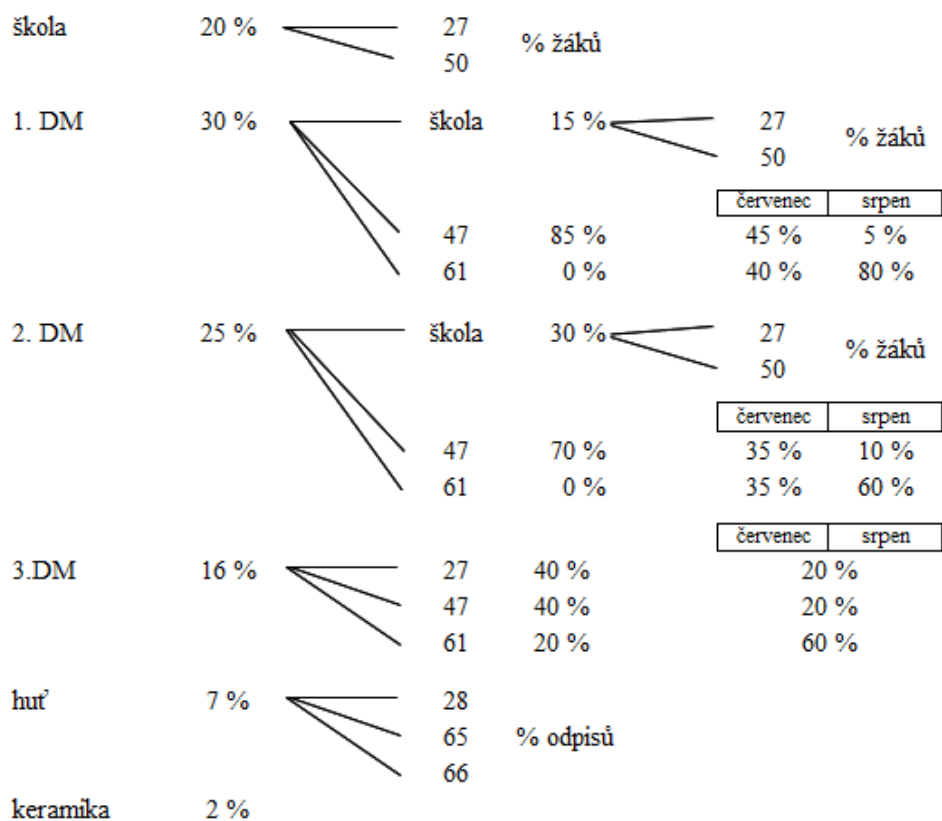 škola 20 % 27 % žáků
50
1. DM 30 % škola 15 % 27 % žáků
50
červenec srpen
47 85 % 45 % 5 %
61 0 % 40 % 80 %
2. DM 25 % škola 30 % 27 % žáků
50
červenec srpen
47 70 % 35 % 10 %
61 0 % 35 % 60 %
červenec srpen
3.DM 16 % 27 40 % 20 %
47 40 % 20 %
61 20 % 60 %
huť 7 % 28
65 % odpisů
66
keramika 2 %